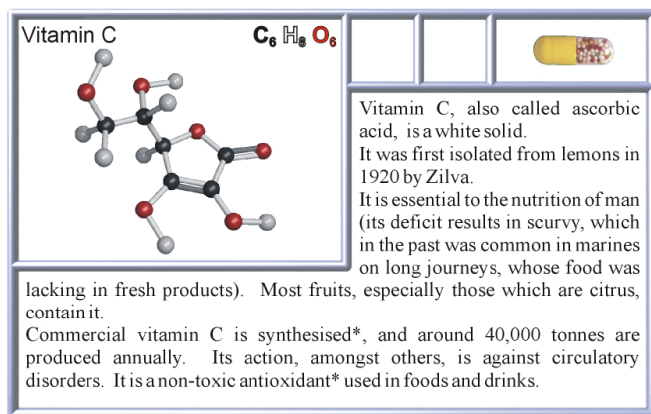 Vitamin C C6 H8 O6
Vitamin C, also called ascorbic
acid, is a white solid.
It was first isolated from lemons in
1920 by Zilva.
It is essential to the nutrition of man
(its deficit results in scurvy, which
in the past was common in marines
on long journeys, whose food was
lacking in fresh products). Most fruits, especially those which are citrus,
contain it.
Commercial vitamin C is synthesised*, and around 40,000 tonnes are
produced annually. Its action, amongst others, is against circulatory
disorders. It is a non-toxic antioxidant* used in foods and drinks.